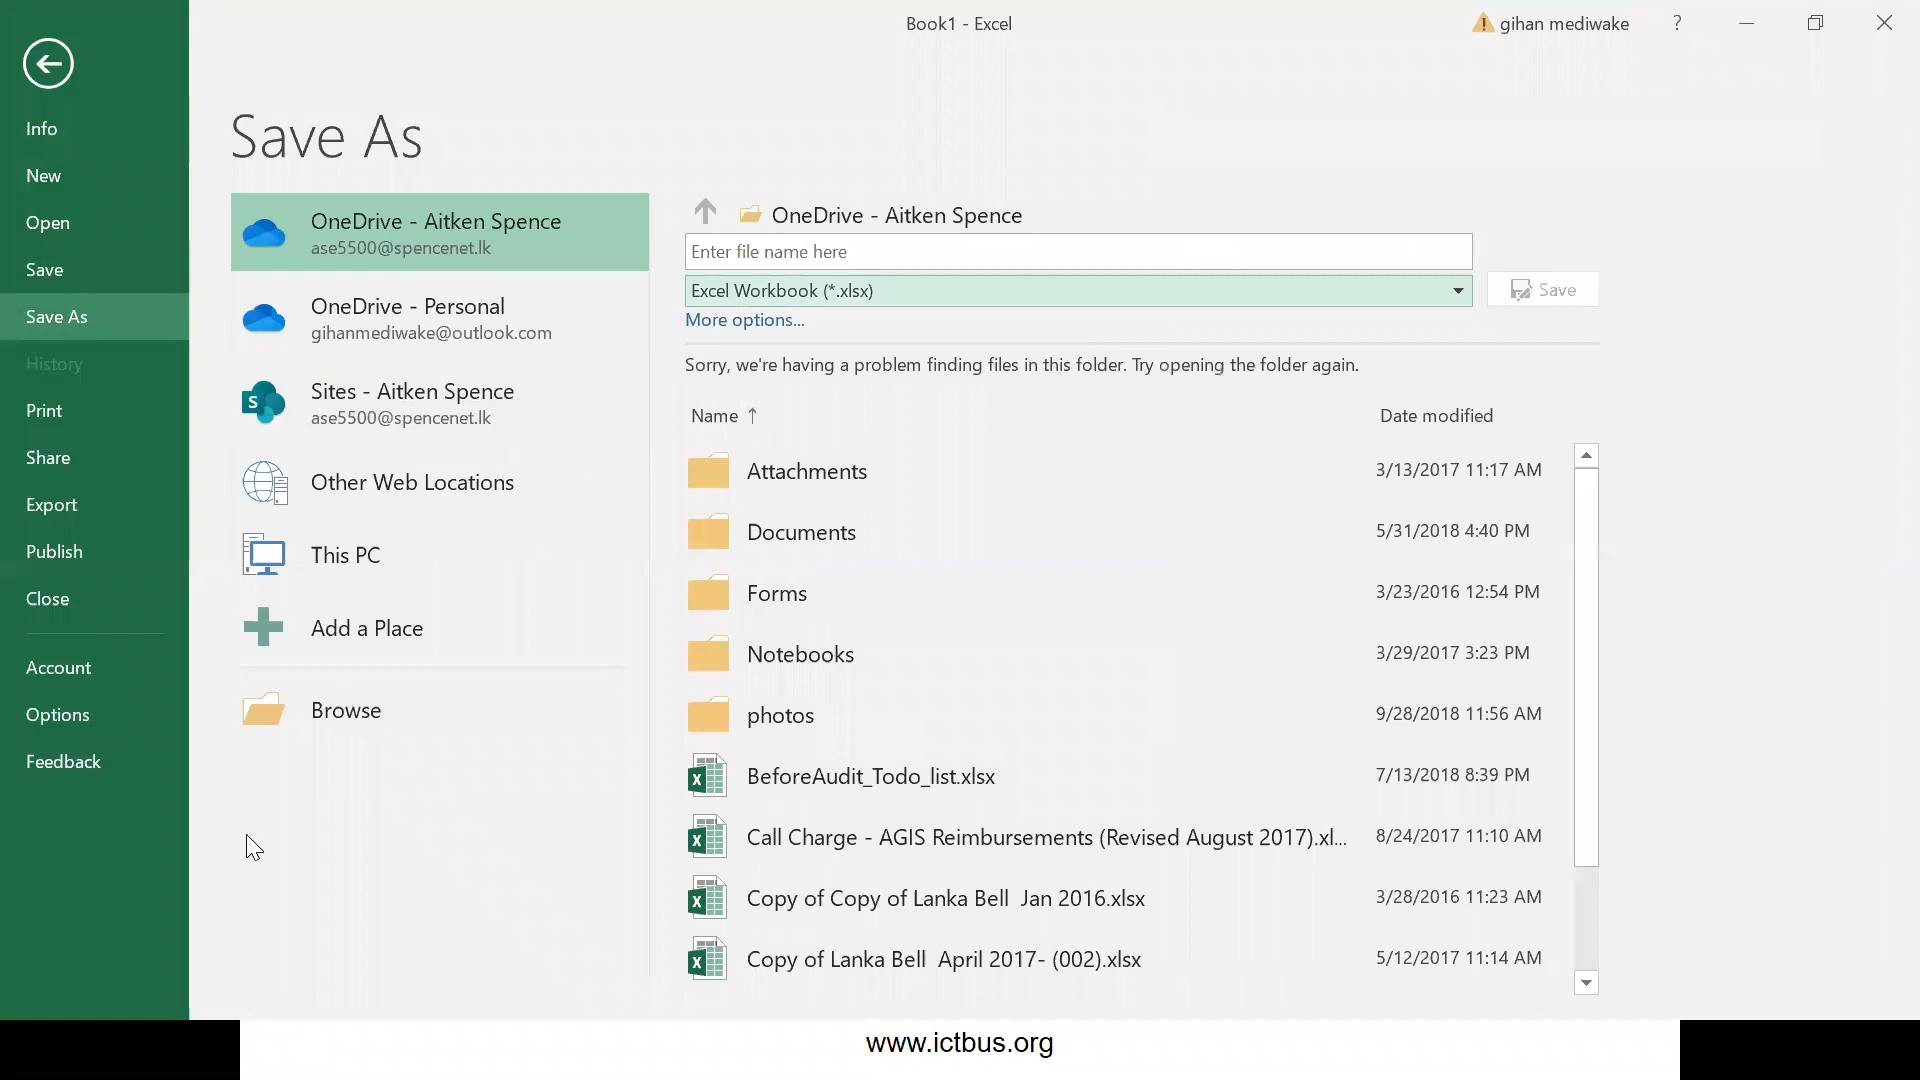 Book1 - Excel
gihan mediwake
?
Info
New
Open
Save
Save As
History
Print
Share
Export
Publish
Close
Account
Options
Feedback
Save As
OneDrive - Aitken Spence
ase5500@spencenet.lk
OneDrive - Personal
gihanmediwake@outlook.com
Sites - Aitken Spence
ase5500@spencenet.lk
Other Web Locations
This PC
Add a Place
Browse
OneDrive - Aitken Spence
Enter file name here
Excel Workbook (*.xlsx)
Save
More options...
Sorry, we're having a problem finding files in this folder. Try opening the folder again.
Name ↑ Date modified
Attachments 3/13/2017 11:17 AM
Documents 5/31/2018 4:40 PM
Forms 3/23/2016 12:54 PM
Notebooks 3/29/2017 3:23 PM
photos 9/28/2018 11:56 AM
BeforeAudit_Todo_list.xlsx 7/13/2018 8:39 PM
Call Charge - AGIS Reimbursements (Revised August 2017).xl... 8/24/2017 11:10 AM
Copy of Copy of Lanka Bell  Jan 2016.xlsx 3/28/2016 11:23 AM
Copy of Lanka Bell  April 2017- (002).xlsx 5/12/2017 11:14 AM
www.ictbus.org